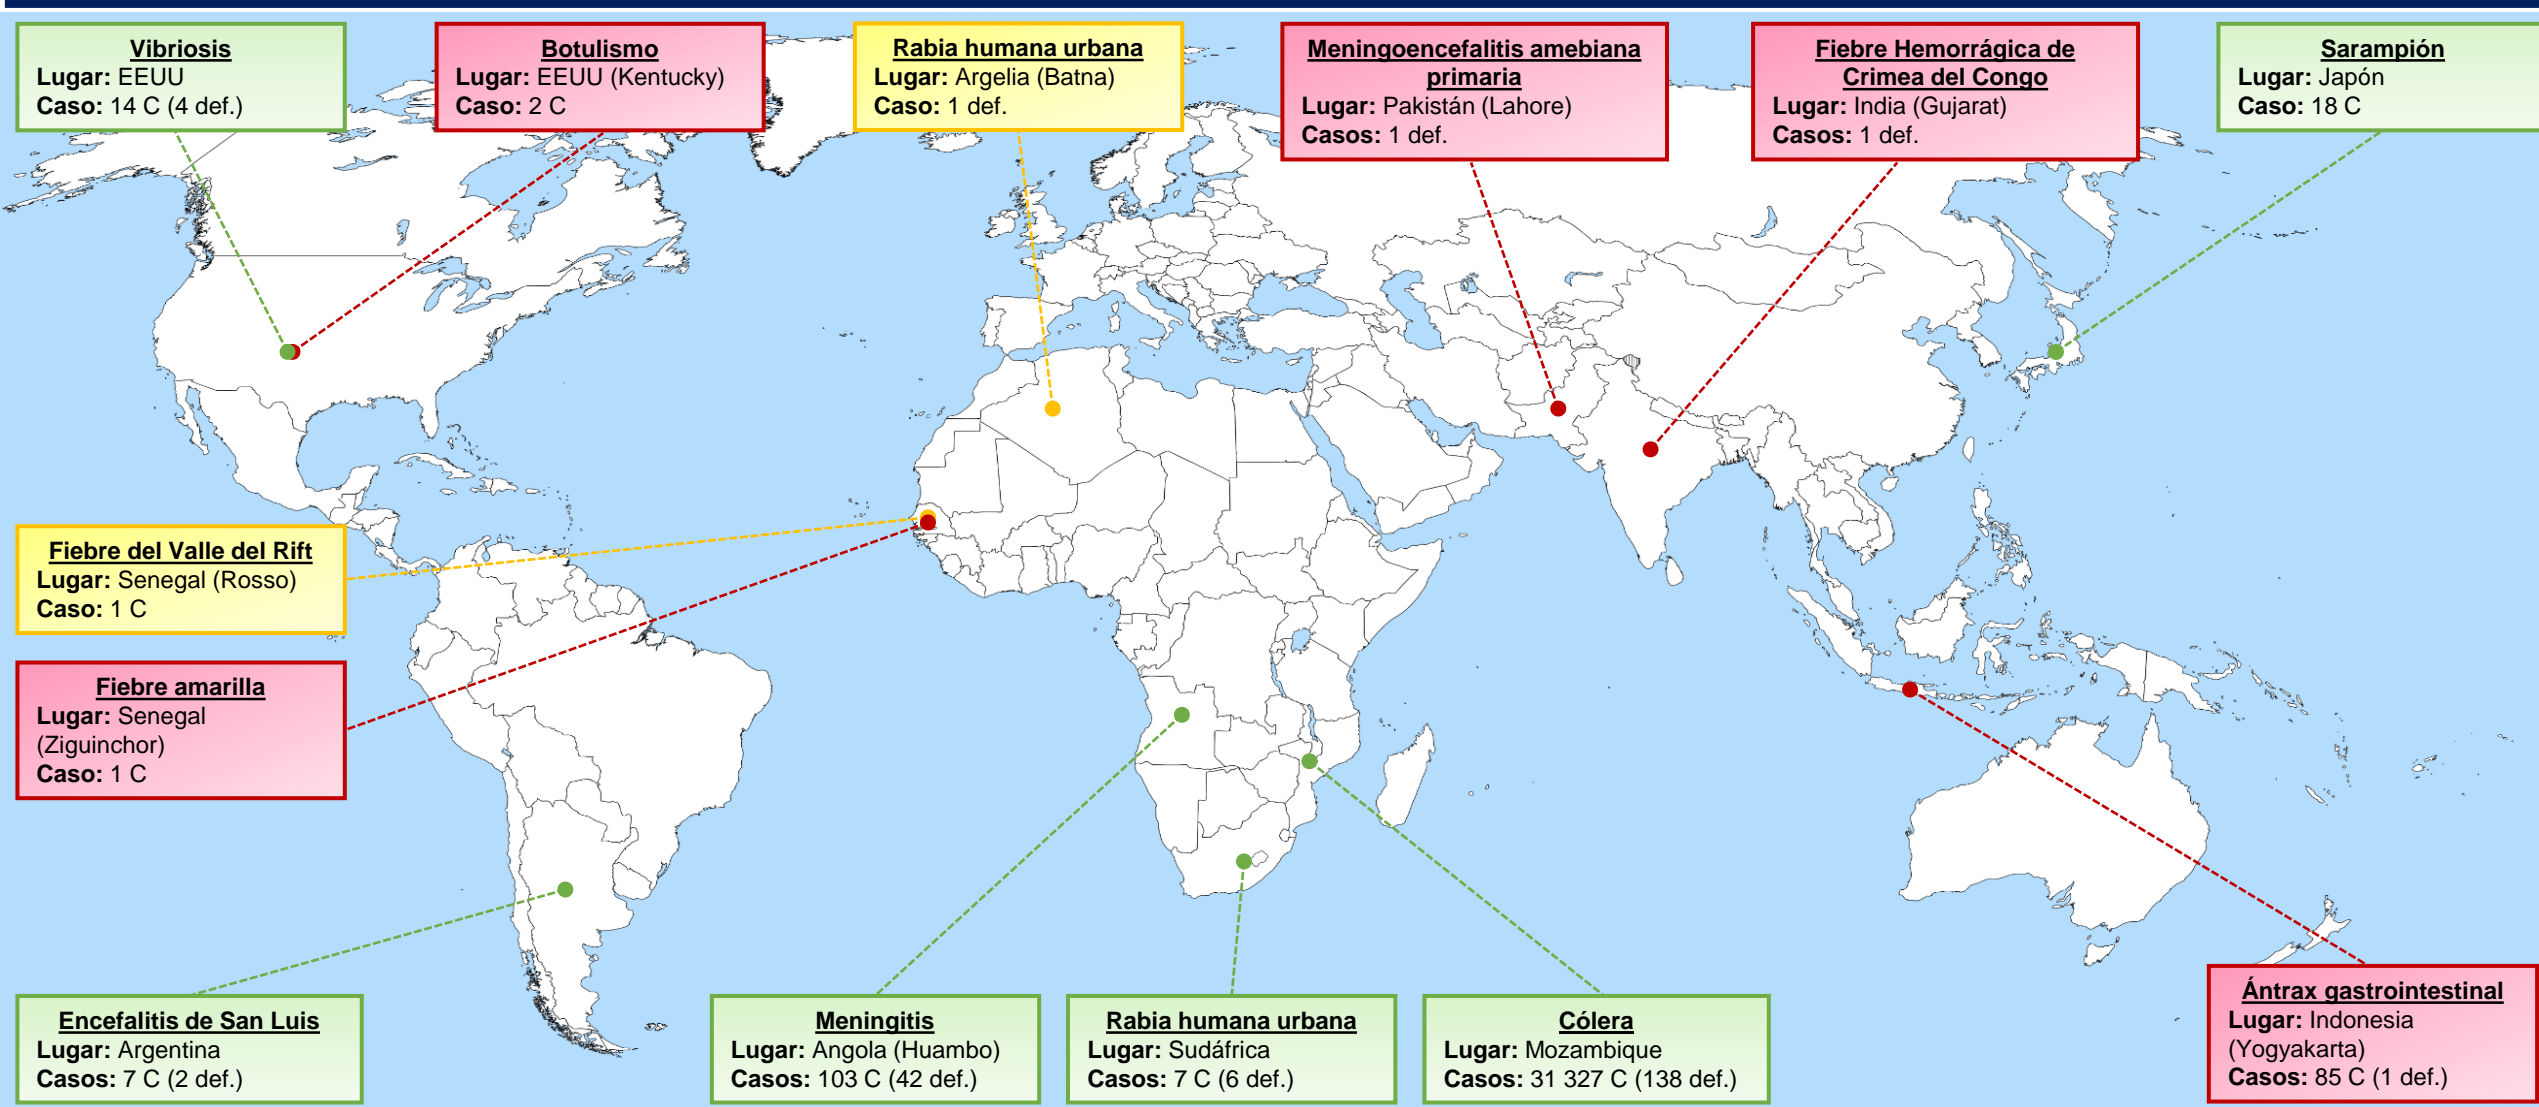 Vibriosis
Lugar: EEUU
Caso: 14 C (4 def.)
Botulismo
Lugar: EEUU (Kentucky)
Caso: 2 C
Rabia humana urbana
Lugar: Argelia (Batna)
Caso: 1 def.
Meningoencefalitis amebiana
primaria
Lugar: Pakistán (Lahore)
Casos: 1 def.
Fiebre Hemorrágica de
Crimea del Congo
Lugar: India (Gujarat)
Casos: 1 def.
Sarampión
Lugar: Japón
Caso: 18 C
Fiebre del Valle del Rift
Lugar: Senegal (Rosso)
Caso: 1 C
Fiebre amarilla
Lugar: Senegal
(Ziguinchor)
Caso: 1 C
Encefalitis de San Luis
Lugar: Argentina
Casos: 7 C (2 def.)
Meningitis
Lugar: Angola (Huambo)
Casos: 103 C (42 def.)
Rabia humana urbana
Lugar: Sudáfrica
Casos: 7 C (6 def.)
Cólera
Lugar: Mozambique
Casos: 31 327 C (138 def.)
Ántrax gastrointestinal
Lugar: Indonesia
(Yogyakarta)
Casos: 85 C (1 def.)